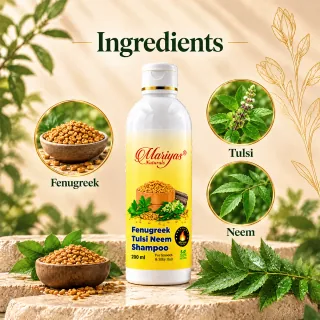 Ingredients
Fenugreek
Tulsi
Neem
Mariyas®
Naturals
Fenugreek
Tulsi Neem
Shampoo
200 ml